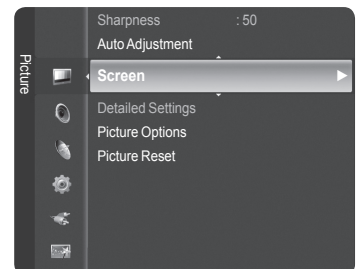 Picture
Sharpness : 50
Auto Adjustment
Screen
Detailed Settings
Picture Options
Picture Reset